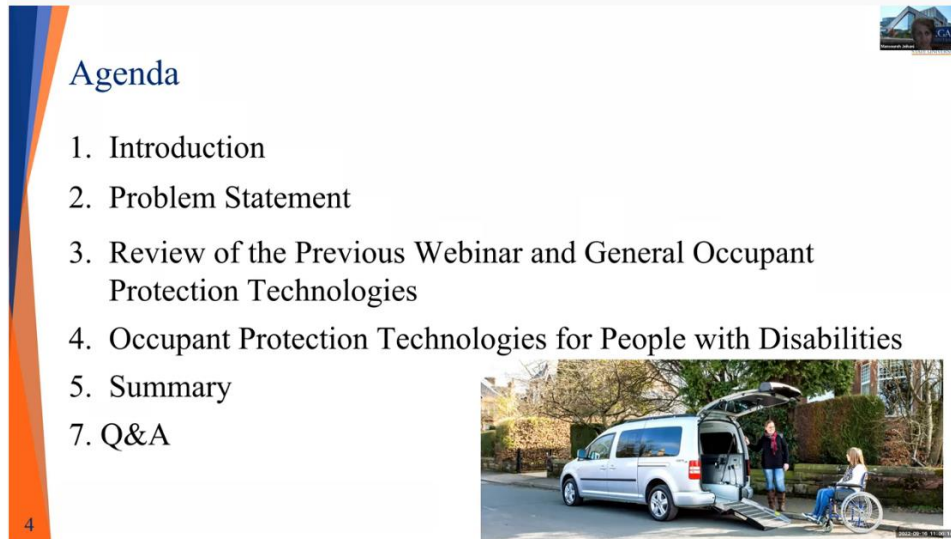 Agenda
1. Introduction
2. Problem Statement
3. Review of the Previous Webinar and General Occupant
Protection Technologies
4. Occupant Protection Technologies for People with Disabilities
5. Summary
7. Q&A
4